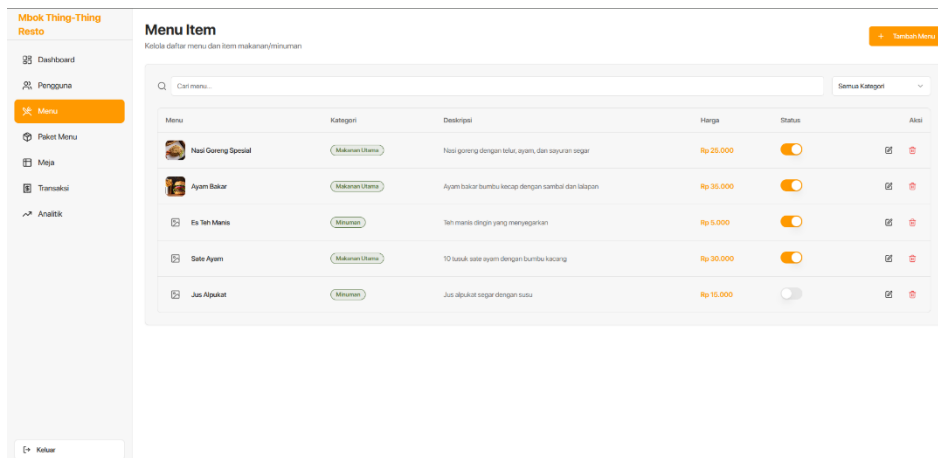 Mbok Thing-Thing
Resto
Dashboard
Pengguna
Menu
Paket Menu
Meja
Transaksi
Analitik
Keluar
Menu Item
Kelola daftar menu dan item makanan/minuman
+ Tambah Menu
Cari menu...
Semua Kategori
Menu Kategori Deskripsi Harga Status Aksi
Nasi Goreng Spesial Makanan Utama Nasi goreng dengan telur, ayam, dan sayuran segar Rp 25.000
Ayam Bakar Makanan Utama Ayam bakar bumbu kecap dengan sambal dan lalapan Rp 35.000
Es Teh Manis Minuman Teh manis dingin yang menyegarkan Rp 5.000
Sate Ayam Makanan Utama 10 tusuk sate ayam dengan bumbu kacang Rp 30.000
Jus Alpukat Minuman Jus alpukat segar dengan susu Rp 15.000